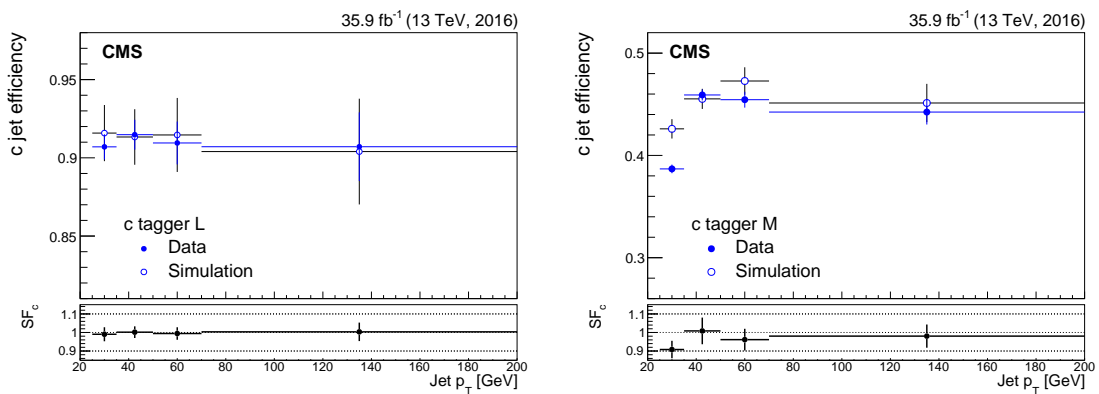 35.9 fb⁻¹ (13 TeV, 2016)
CMS
c jet efficiency
0.95
0.9
0.85
c tagger L
Data
Simulation
SF_c
1.1
1
0.9
20 40 60 80 100 120 140 160 180 200
Jet p_T [GeV]
35.9 fb⁻¹ (13 TeV, 2016)
CMS
c jet efficiency
0.5
0.4
0.3
c tagger M
Data
Simulation
SF_c
1.1
1
0.9
20 40 60 80 100 120 140 160 180 200
Jet p_T [GeV]